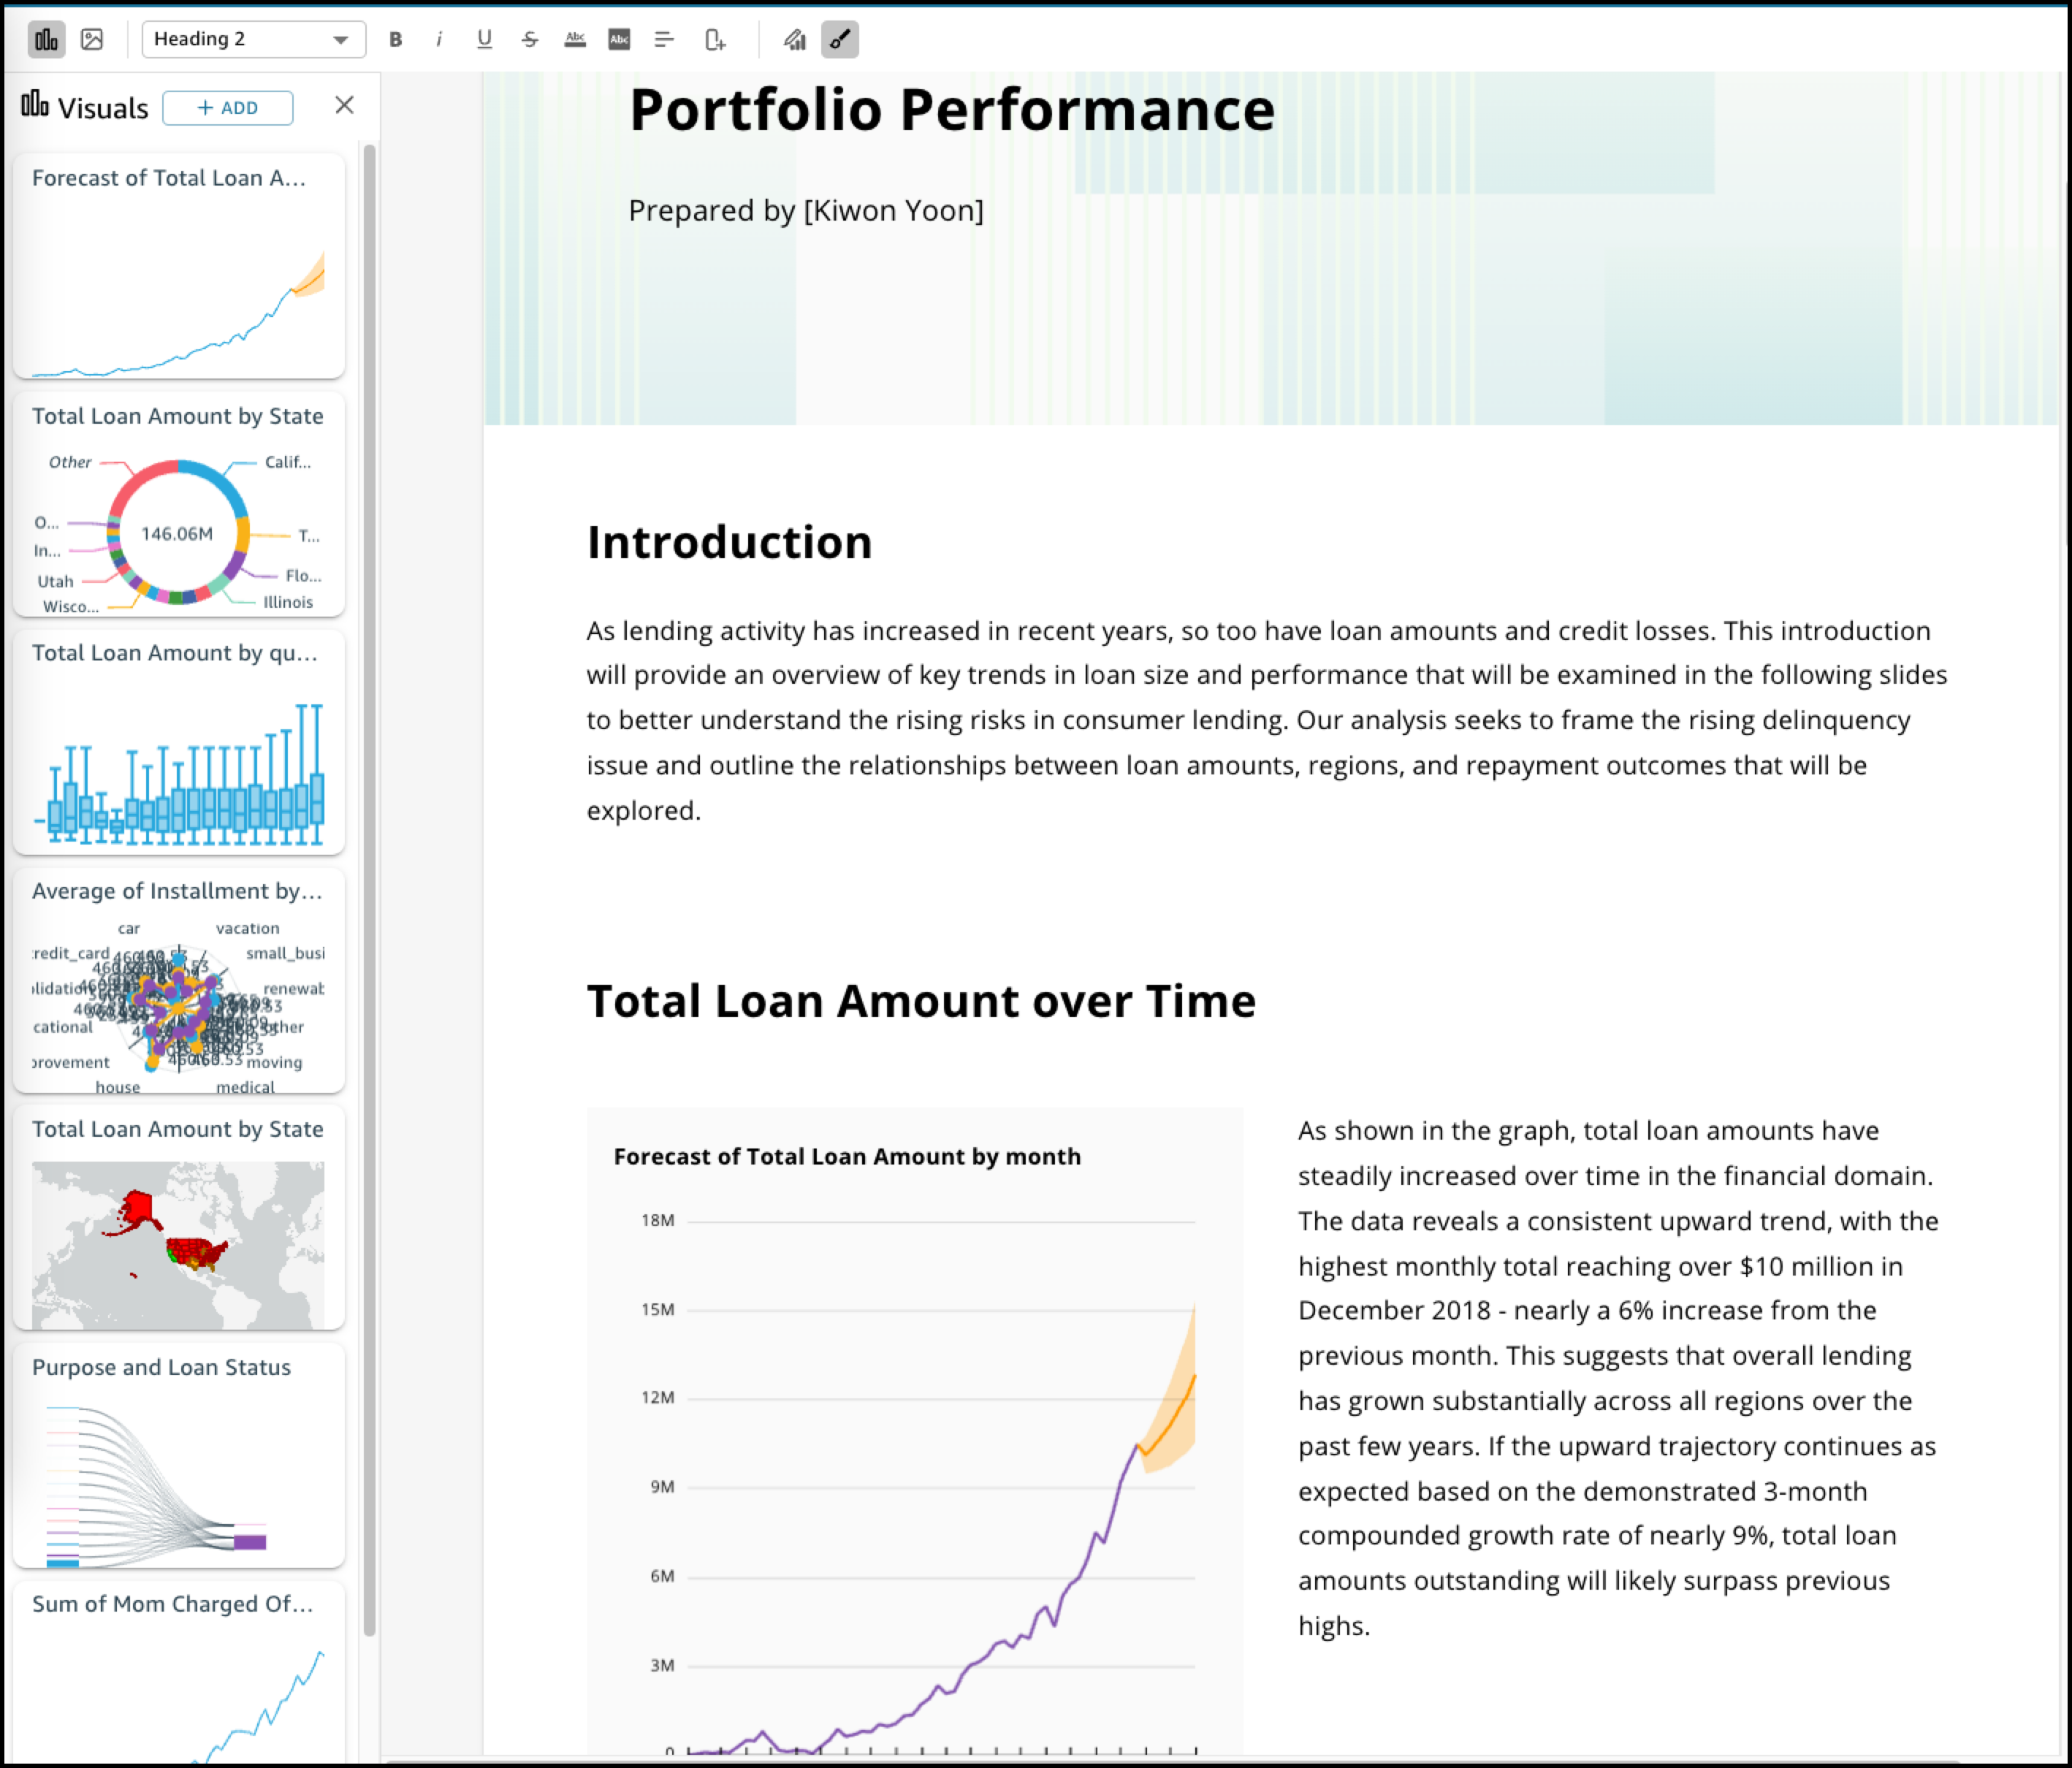 Heading 2
B i U S Abc Abc
Visuals
+ ADD
Portfolio Performance
Prepared by [Kiwon Yoon]
Forecast of Total Loan A...
Total Loan Amount by State
Other
Calif...
O...
146.06M
T...
In...
Utah
Flo...
Wisco...
Illinois
Total Loan Amount by qu...
Average of Installment by...
car
vacation
redit_card
small_busi
lidation
renewal
cational
other
provement
moving
house
medical
Total Loan Amount by State
Purpose and Loan Status
Sum of Mom Charged Of...
Introduction
As lending activity has increased in recent years, so too have loan amounts and credit losses. This introduction
will provide an overview of key trends in loan size and performance that will be examined in the following slides
to better understand the rising risks in consumer lending. Our analysis seeks to frame the rising delinquency
issue and outline the relationships between loan amounts, regions, and repayment outcomes that will be
explored.
Total Loan Amount over Time
Forecast of Total Loan Amount by month
18M
15M
12M
9M
6M
3M
0
As shown in the graph, total loan amounts have
steadily increased over time in the financial domain.
The data reveals a consistent upward trend, with the
highest monthly total reaching over $10 million in
December 2018 - nearly a 6% increase from the
previous month. This suggests that overall lending
has grown substantially across all regions over the
past few years. If the upward trajectory continues as
expected based on the demonstrated 3-month
compounded growth rate of nearly 9%, total loan
amounts outstanding will likely surpass previous
highs.